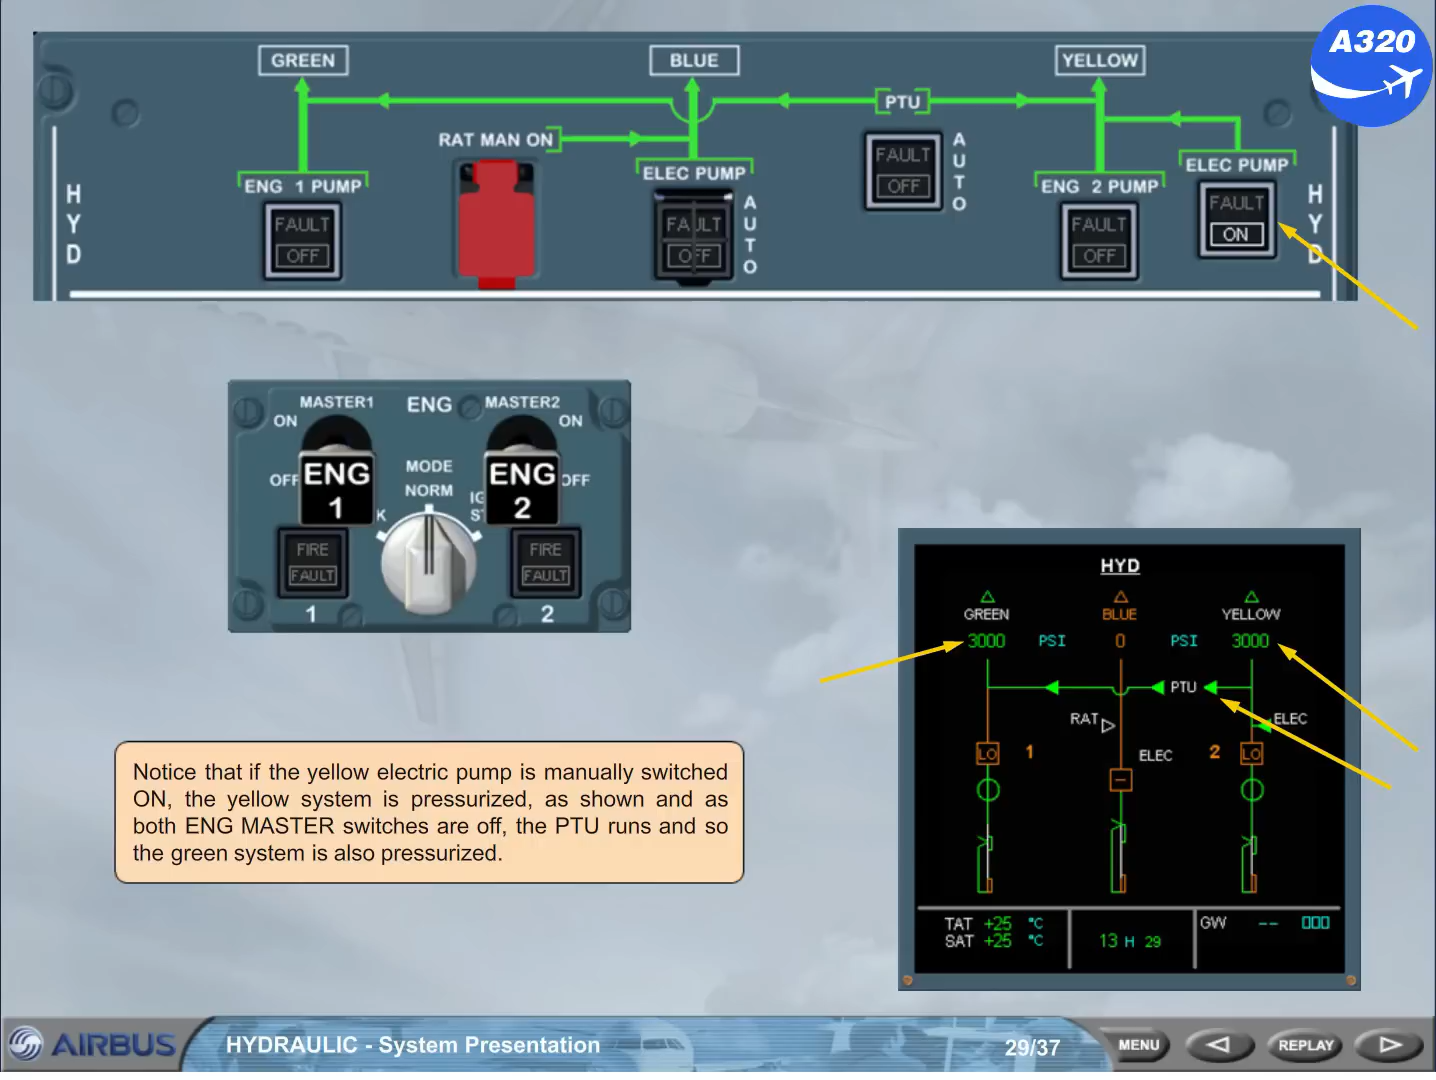 A320
GREEN
BLUE
YELLOW
PTU
RAT MAN ON
ELEC PUMP
ELEC PUMP
ENG 1 PUMP
ENG 2 PUMP
HYD
FAULT
OFF
FAULT
OFF
AUTO
FAULT
OFF
AUTO
FAULT
OFF
FAULT
ON
HYD
MASTER1
ENG
MASTER2
ON
ON
OFF
ENG
1
MODE
NORM
ENG
2
OFF
K
IG
ST
FIRE
FAULT
FIRE
FAULT
1
2
HYD
GREEN
BLUE
YELLOW
3000 PSI 0 PSI 3000
PTU
RAT
ELEC
LO 1
ELEC
2 LO
TAT +25 °C
SAT +25 °C
13 H 29
GW --
Notice that if the yellow electric pump is manually switched
ON, the yellow system is pressurized, as shown and as
both ENG MASTER switches are off, the PTU runs and so
the green system is also pressurized.
AIRBUS
HYDRAULIC - System Presentation
29/37
MENU
REPLAY